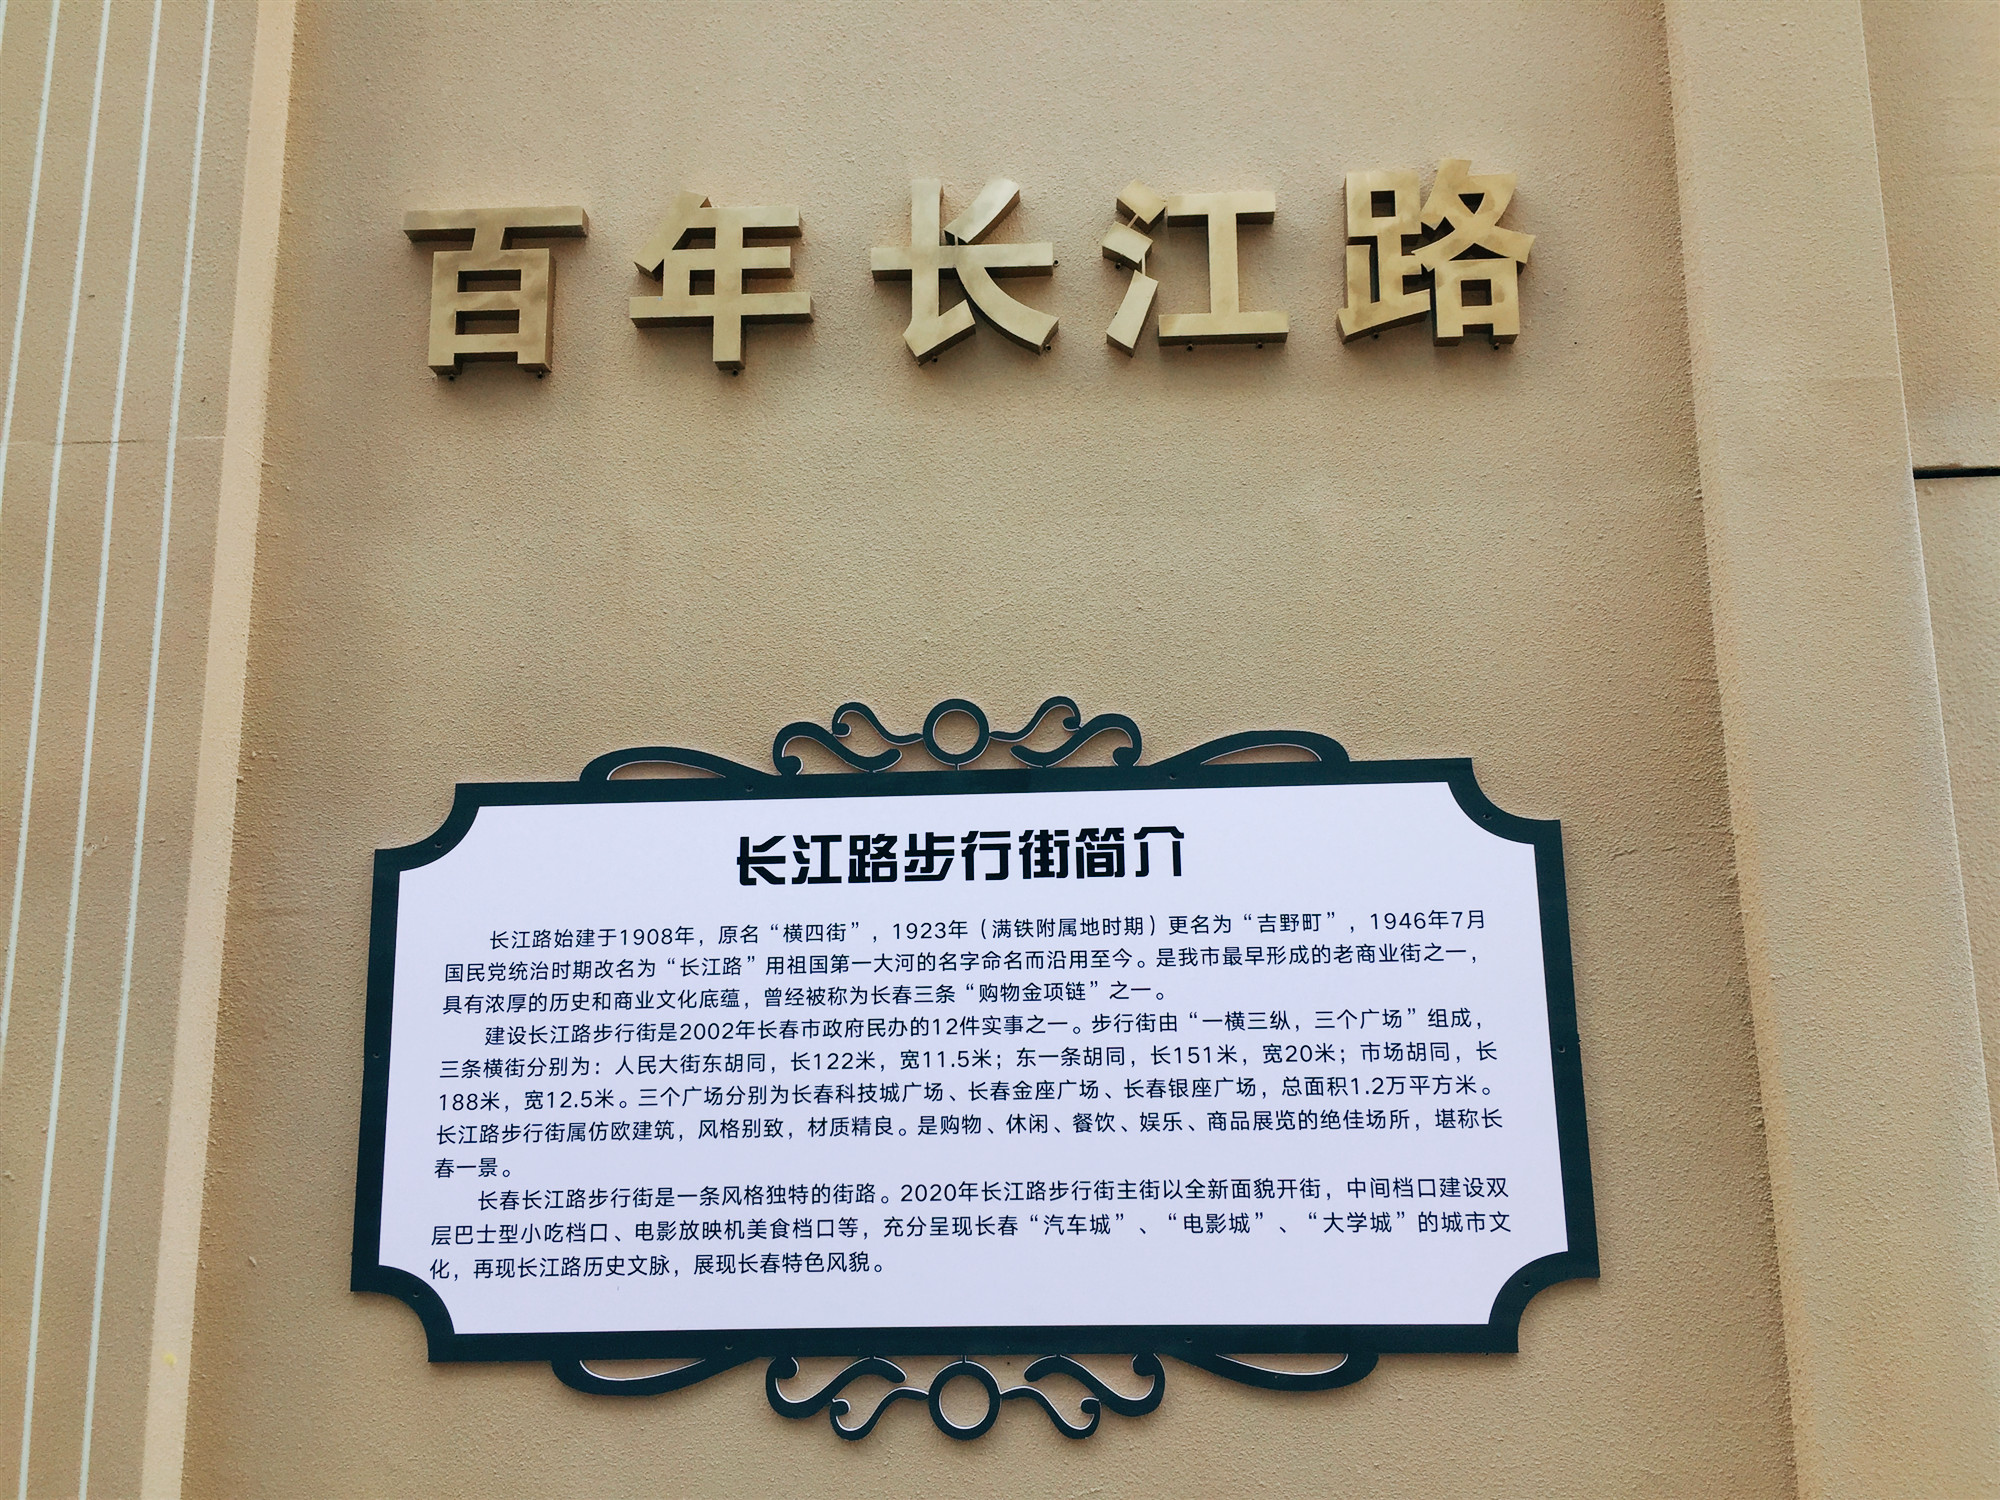 百年长江路
长江路步行街简介
长江路始建于1908年，原名“横四街”，1923年（满铁附属地时期）更名为“吉野町”，1946年7月
国民党统治时期改名为“长江路”用祖国第一大河的名字命名而沿用至今。是我市最早形成的老商业街之一，
具有浓厚的历史和商业文化底蕴，曾经被称为长春三条“购物金项链”之一。
建设长江路步行街是2002年长春市政府民办的12件实事之一。步行街由“一横三纵，三个广场”组成，
三条横街分别为：人民大街东胡同，长122米，宽11.5米；东一条胡同，长151米，宽20米；市场胡同，长
188米，宽12.5米。三个广场分别为长春科技城广场、长春金座广场、长春银座广场，总面积1.2万平方米。
长江路步行街属仿欧建筑，风格别致，材质精良。是购物、休闲、餐饮、娱乐、商品展览的绝佳场所，堪称长
春一景。
长春长江路步行街是一条风格独特的街路。2020年长江路步行街主街以全新面貌开街，中间档口建设双
层巴士型小吃档口、电影放映机美食档口等，充分呈现长春“汽车城”、“电影城”、“大学城”的城市文
化，再现长江路历史文脉，展现长春特色风貌。